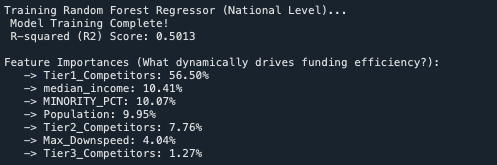 Training Random Forest Regressor (National Level)...
Model Training Complete!
R-squared (R2) Score: 0.5013
Feature Importances (What dynamically drives funding efficiency?):
-> Tier1_Competitors: 56.50%
-> median_income: 10.41%
-> MINORITY_PCT: 10.07%
-> Population: 9.95%
-> Tier2_Competitors: 7.76%
-> Max_Downspeed: 4.04%
-> Tier3_Competitors: 1.27%